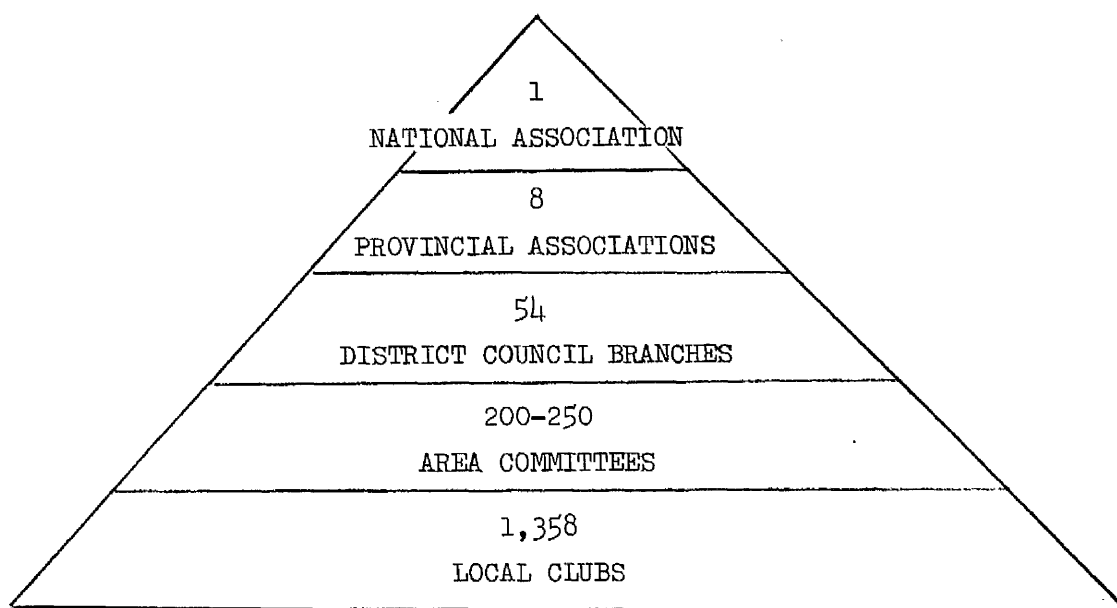 1
NATIONAL ASSOCIATION
8
PROVINCIAL ASSOCIATIONS
54
DISTRICT COUNCIL BRANCHES
200-250
AREA COMMITTEES
1,358
LOCAL CLUBS